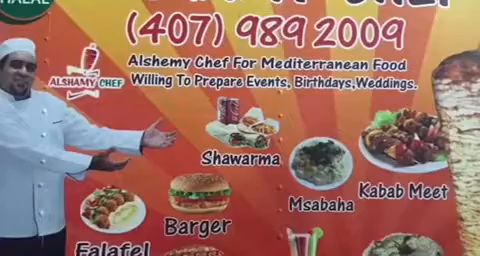 HALAL
(407) 989 2009
Alshemy Chef For Mediterranean Food
Willing To Prepare Events, Birthdays,Weddings.
ALSHAMY CHEF
Shawarma
Msabaha
Kabab Meet
Barger
Falafel